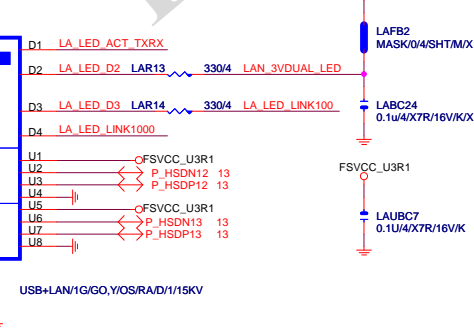 LAFB2
MASK/0/4/SHT/M/X
D1 LA_LED_ACT_TXRX
D2 LA_LED_D2 LAR13 330/4 LAN_3VDUAL_LED
D3 LA_LED_D3 LAR14 330/4 LA_LED_LINK100
LABC24
0.1u/4/X7R/16V/K/X
D4 LA_LED_LINK1000
U1 FSVCC_U3R1
U2 P_HSDN12 13
U3 P_HSDP12 13
U4
U5 FSVCC_U3R1
U6 P_HSDN13 13
U7 P_HSDP13 13
U8
FSVCC_U3R1
LAUBC7
0.1U/4/X7R/16V/K
USB+LAN/1G/GO,Y/OS/RA/D/1/15KV